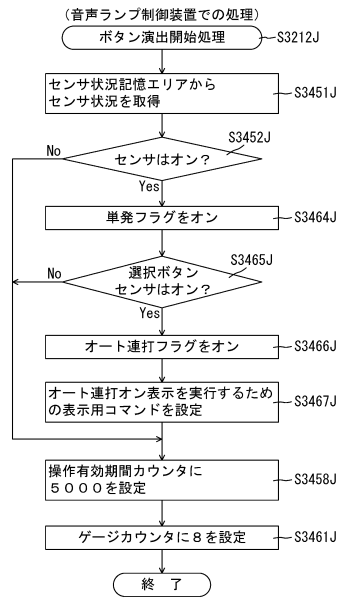 (音声ランプ制御装置での処理)
ボタン演出開始処理
S3212J
センサ状況記憶エリアから
センサ状況を取得
S3451J
S3452J
No
センサはオン？
Yes
単発フラグをオン
S3464J
S3465J
No
選択ボタン
センサはオン？
Yes
オート連打フラグをオン
S3466J
オート連打オン表示を実行するため
の表示用コマンドを設定
S3467J
操作有効期間カウンタに
５０００を設定
S3458J
ゲージカウンタに８を設定
S3461J
終 了